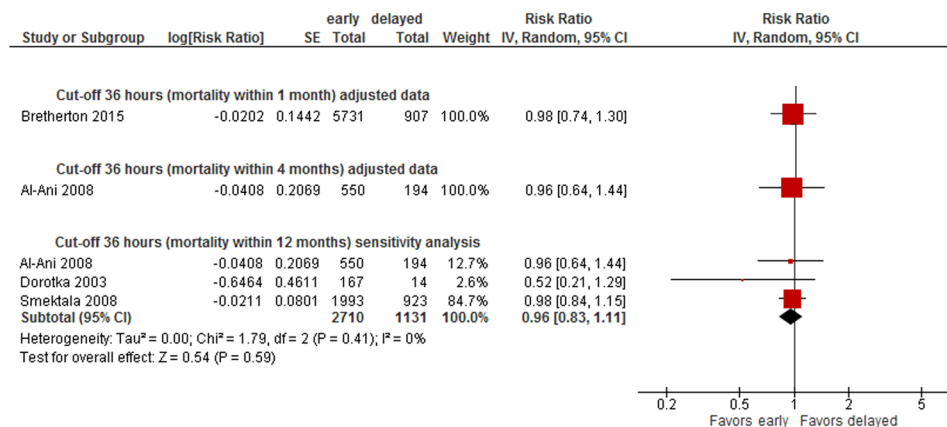 early delayed Risk Ratio Risk Ratio
Study or Subgroup log[Risk Ratio] SE Total Total Weight IV, Random, 95% CI IV, Random, 95% CI
Cut-off 36 hours (mortality within 1 month) adjusted data
Bretherton 2015 -0.0202 0.1442 5731 907 100.0% 0.98 [0.74, 1.30]
Cut-off 36 hours (mortality within 4 months) adjusted data
Al-Ani 2008 -0.0408 0.2069 550 194 100.0% 0.96 [0.64, 1.44]
Cut-off 36 hours (mortality within 12 months) sensitivity analysis
Al-Ani 2008 -0.0408 0.2069 550 194 12.7% 0.96 [0.64, 1.44]
Dorotka 2003 -0.6464 0.4611 167 14 2.6% 0.52 [0.21, 1.29]
Smektala 2008 -0.0211 0.0801 1993 923 84.7% 0.98 [0.84, 1.15]
Subtotal (95% CI) 2710 1131 100.0% 0.96 [0.83, 1.11]
Heterogeneity: Tau² = 0.00; Chi² = 1.79, df = 2 (P = 0.41); I² = 0%
Test for overall effect: Z = 0.54 (P = 0.59)
0.2 0.5 1 2 5
Favors early Favors delayed